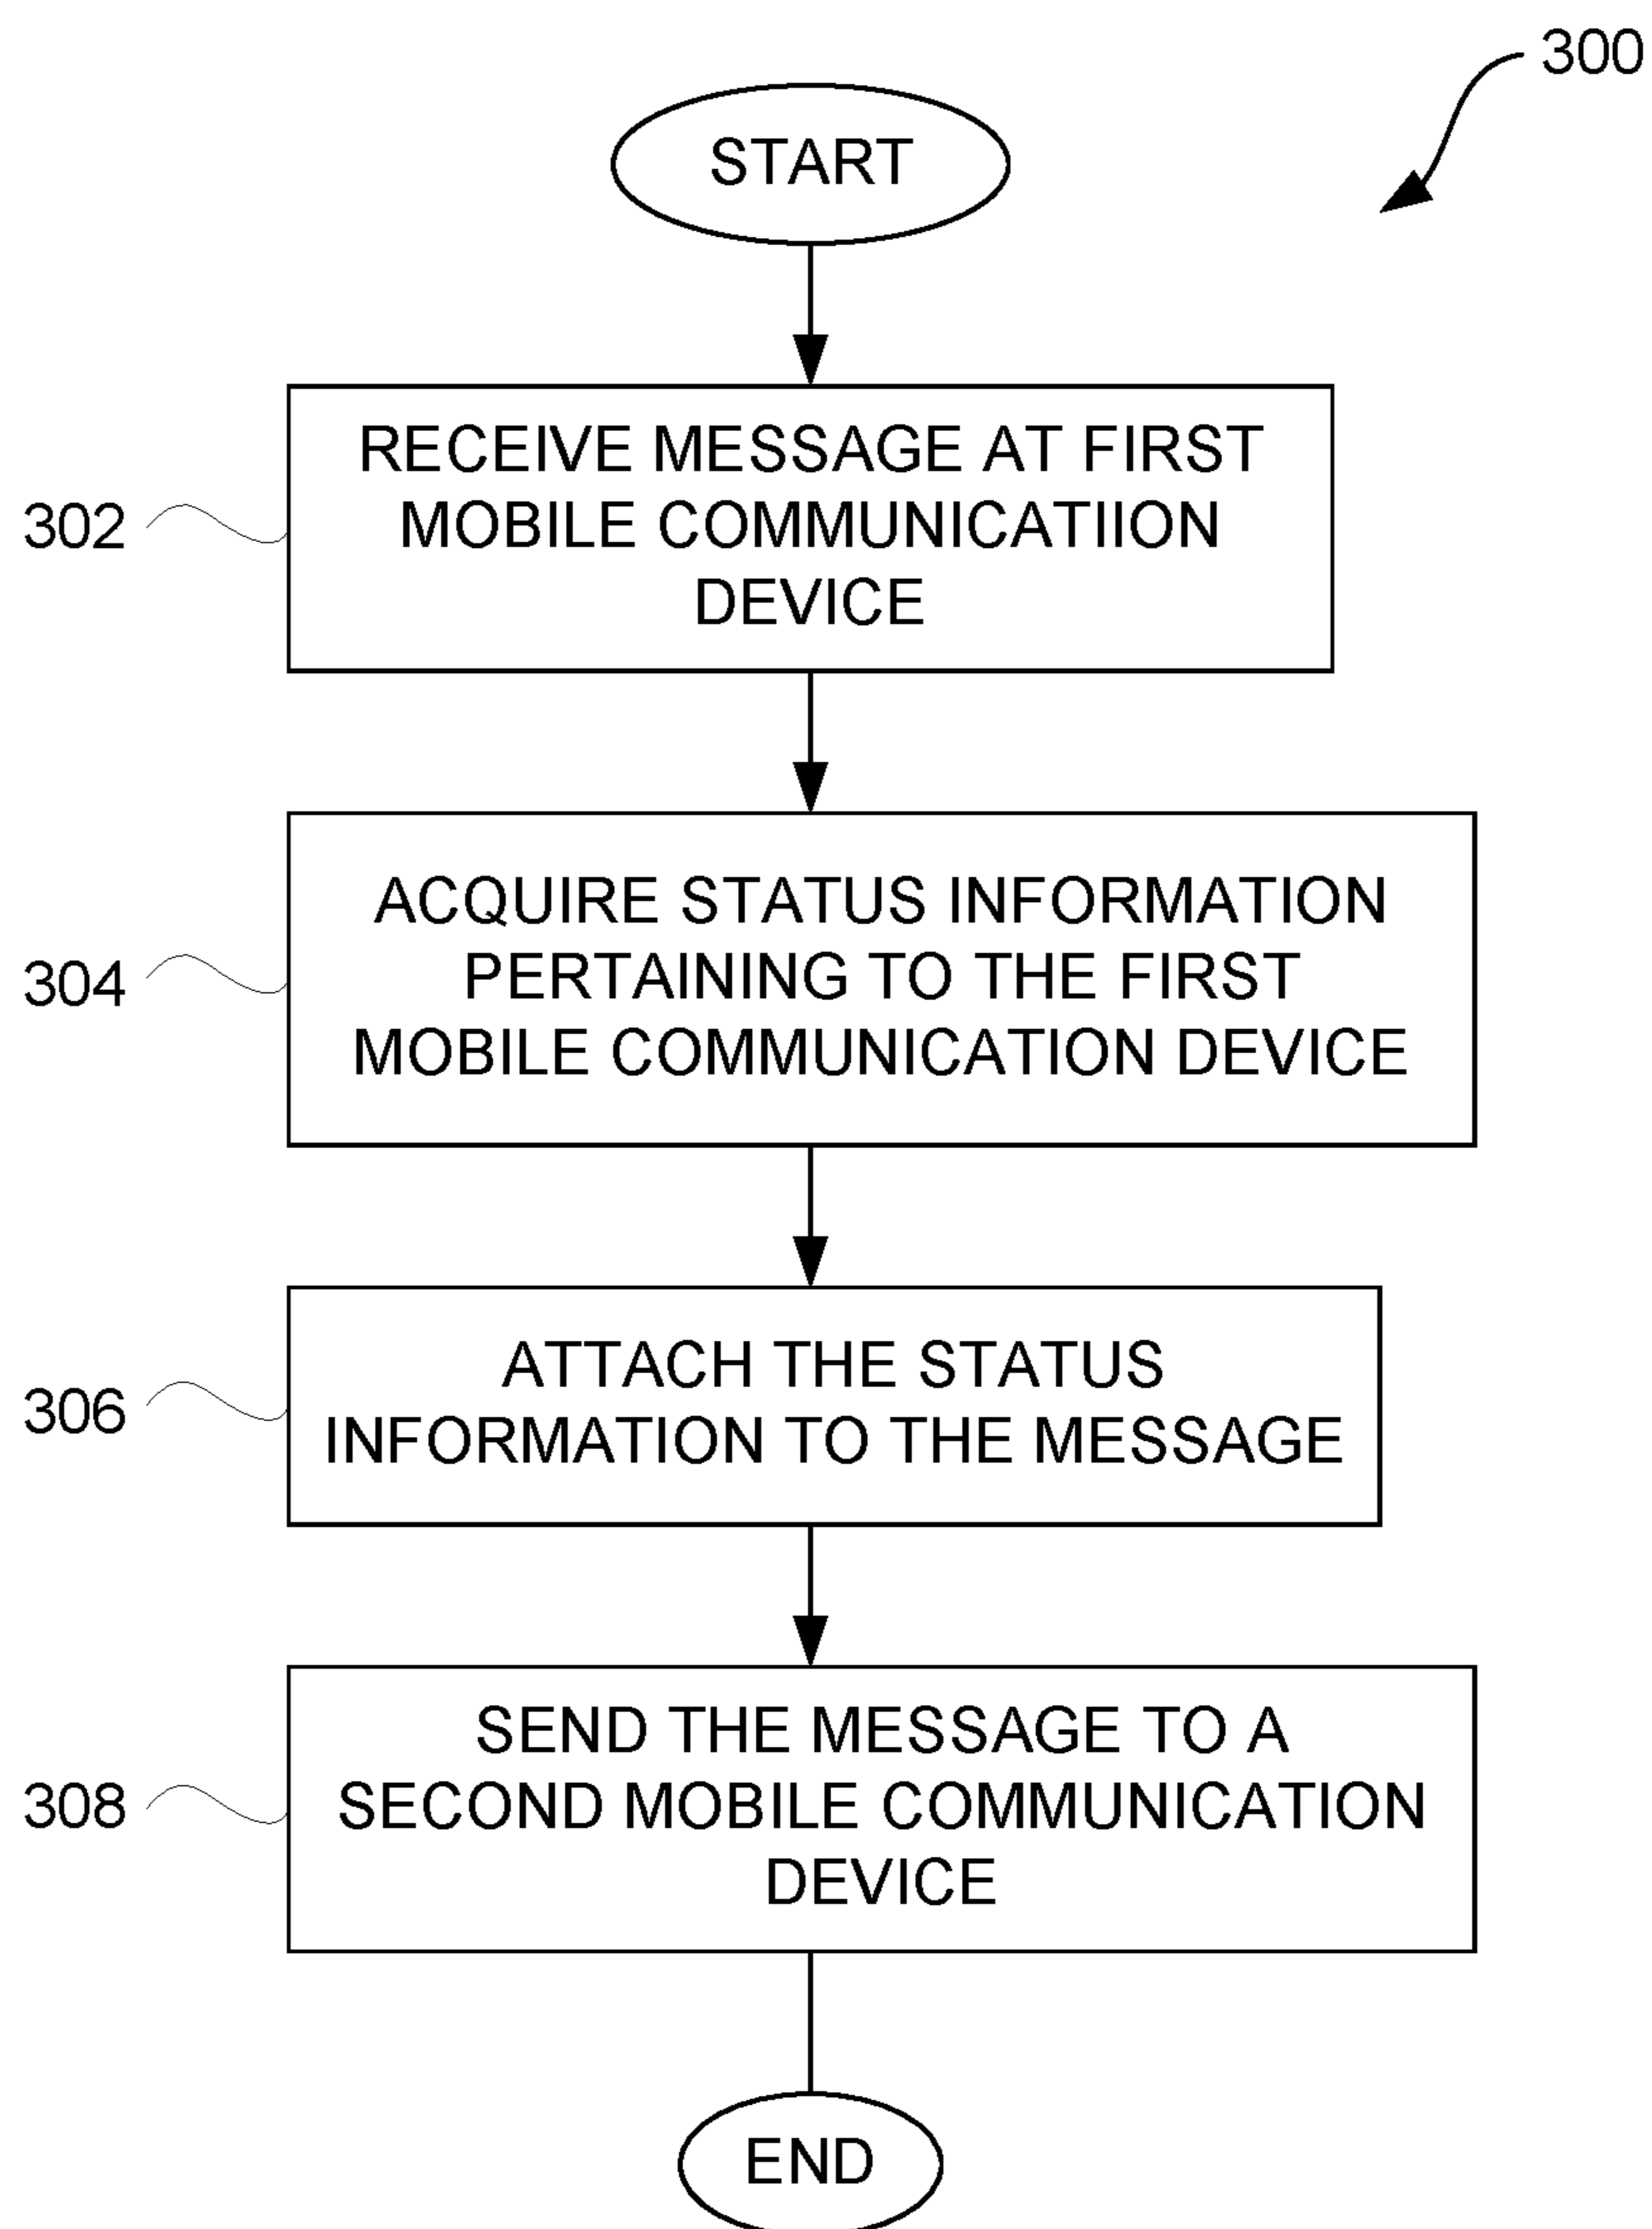 300
START
302
RECEIVE MESSAGE AT FIRST
MOBILE COMMUNICATIION
DEVICE
304
ACQUIRE STATUS INFORMATION
PERTAINING TO THE FIRST
MOBILE COMMUNICATION DEVICE
306
ATTACH THE STATUS
INFORMATION TO THE MESSAGE
308
SEND THE MESSAGE TO A
SECOND MOBILE COMMUNICATION
DEVICE
END